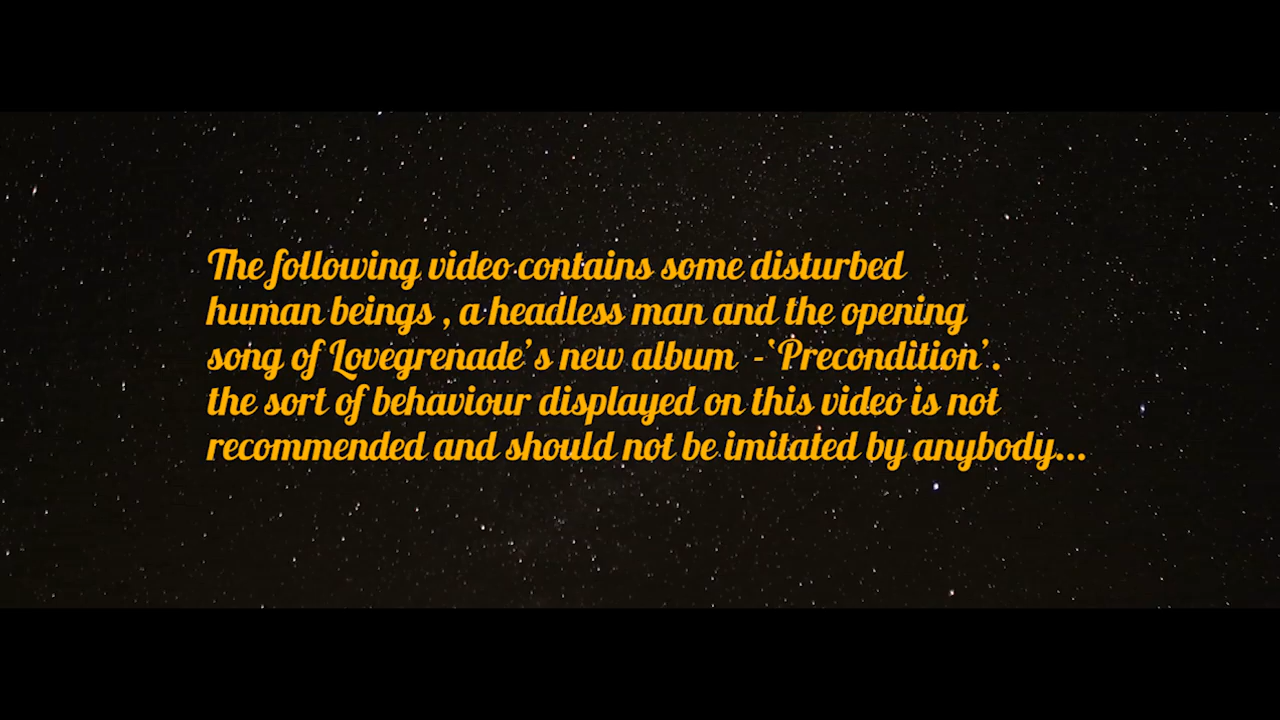 The following video contains some disturbed
human beings , a headless man and the opening
song of Lovegrenade's new album -‘Precondition’.
the sort of behaviour displayed on this video is not
recommended and should not be imitated by anybody...